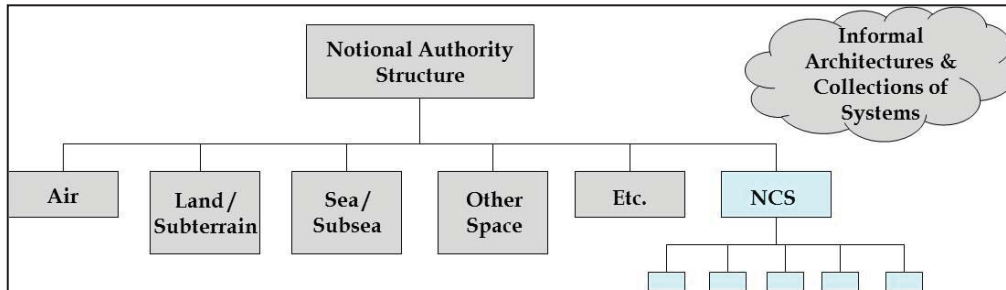 Notional Authority
Structure
Informal
Architectures &
Collections of
Systems
Air
Land/
Subterrain
Sea/
Subsea
Other
Space
Etc.
NCS